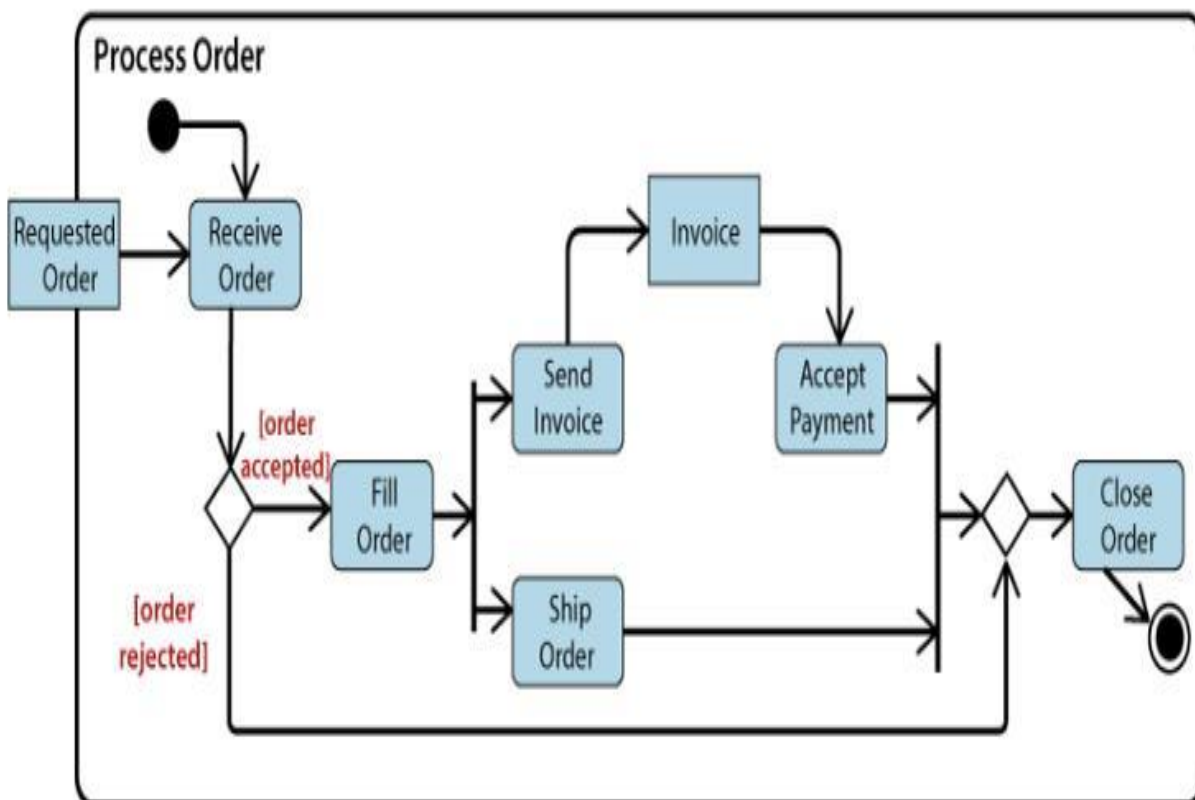 Process Order
Requested
Order
Receive
Order
Invoice
Send
Invoice
Accept
Payment
[order
accepted]
Fill
Order
Close
Order
[order
rejected]
Ship
Order